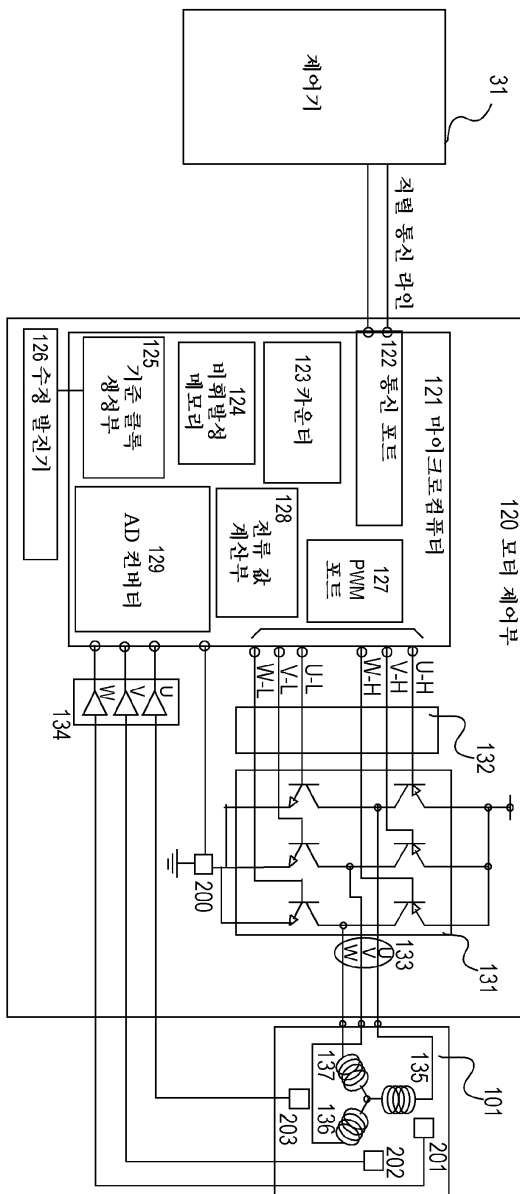 제어기
31
직렬 통신 라인
120 모터 제어부
121 마이크로컴퓨터
122 통신 포트
123 카운터
124
비휘발성
메모리
125
기준 클록
생성부
126 수정 발진기
127
PWM
포트
128
전류 값
계산부
129
AD 컨버터
U-H
V-H
W-H
U-L
V-L
W-L
132
131
133
U
V
W
200
U
V
W
134
101
135
136
137
201
202
203